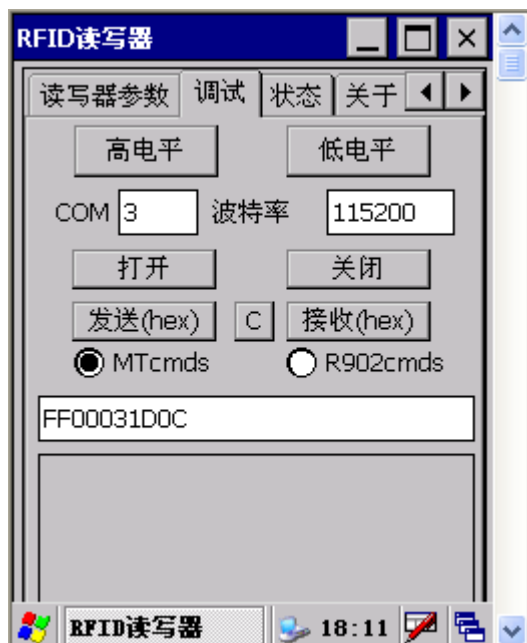 RFID读写器
读写器参数 调试 状态 关于
高电平 低电平
COM 3 波特率 115200
打开 关闭
发送(hex) C 接收(hex)
MTcmds R902cmds
FF00031D0C
RFID读写器 18:11